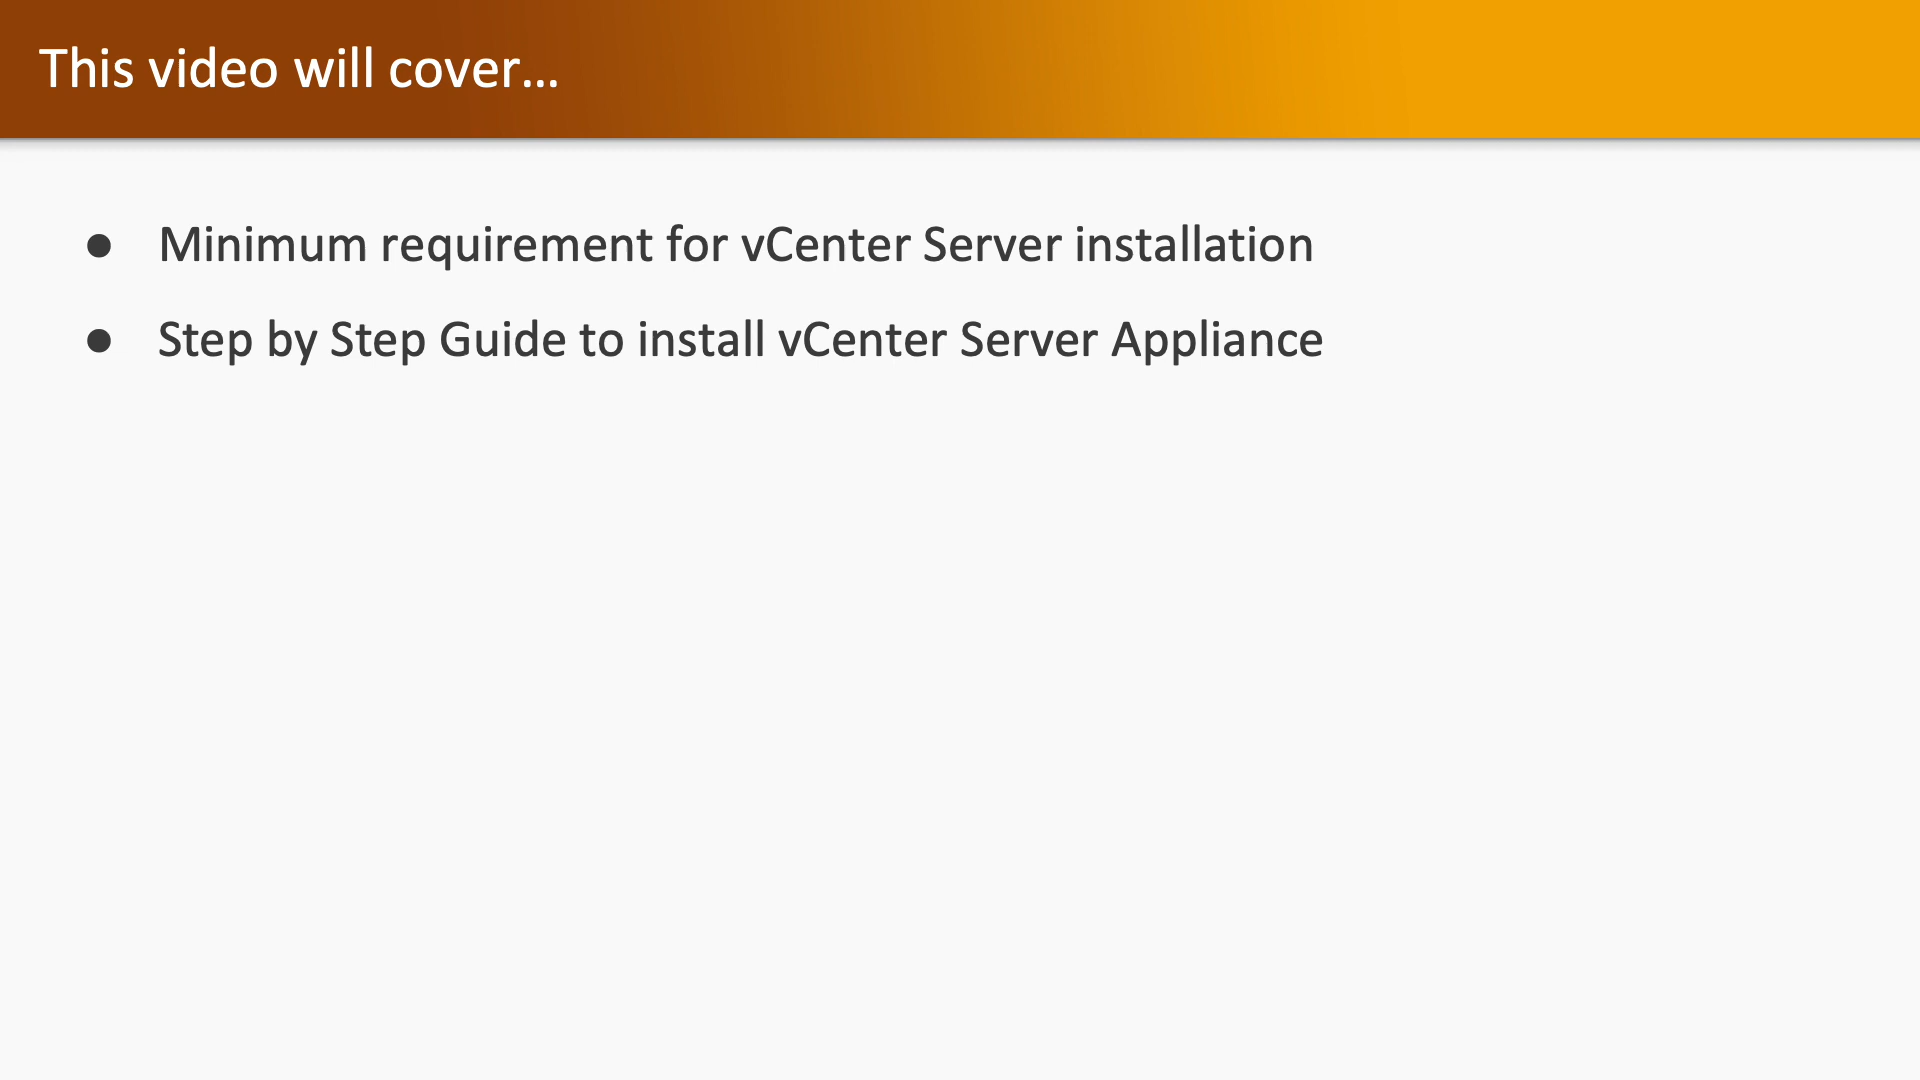 This video will cover...
● Minimum requirement for vCenter Server installation
● Step by Step Guide to install vCenter Server Appliance